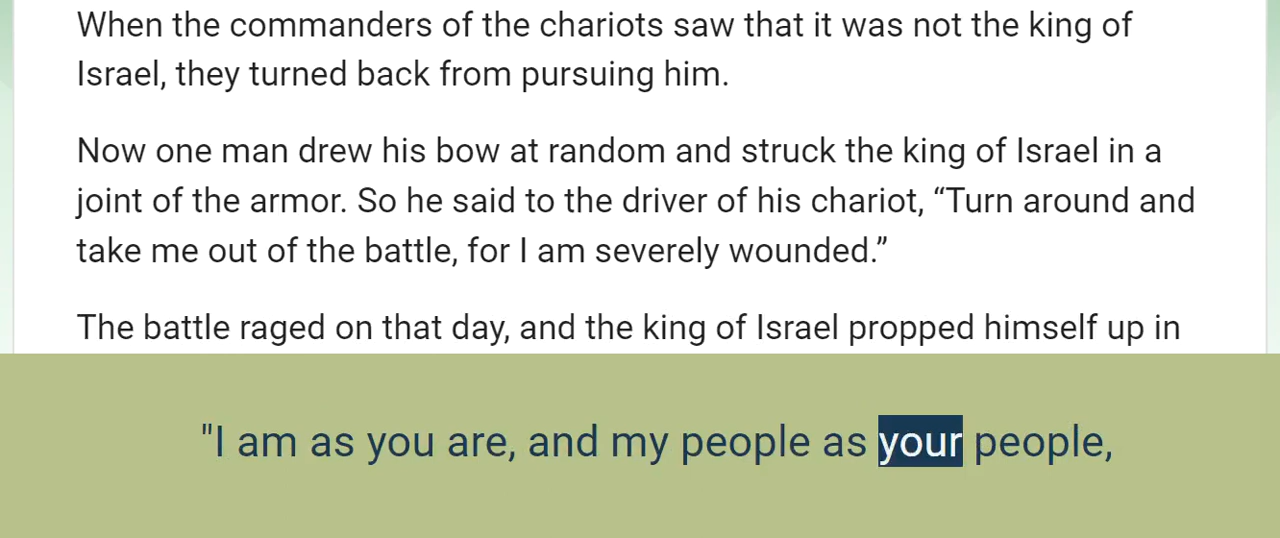 When the commanders of the chariots saw that it was not the king of
Israel, they turned back from pursuing him.
Now one man drew his bow at random and struck the king of Israel in a
joint of the armor. So he said to the driver of his chariot, “Turn around and
take me out of the battle, for I am severely wounded.”
The battle raged on that day, and the king of Israel propped himself up in
"I am as you are, and my people as your people,